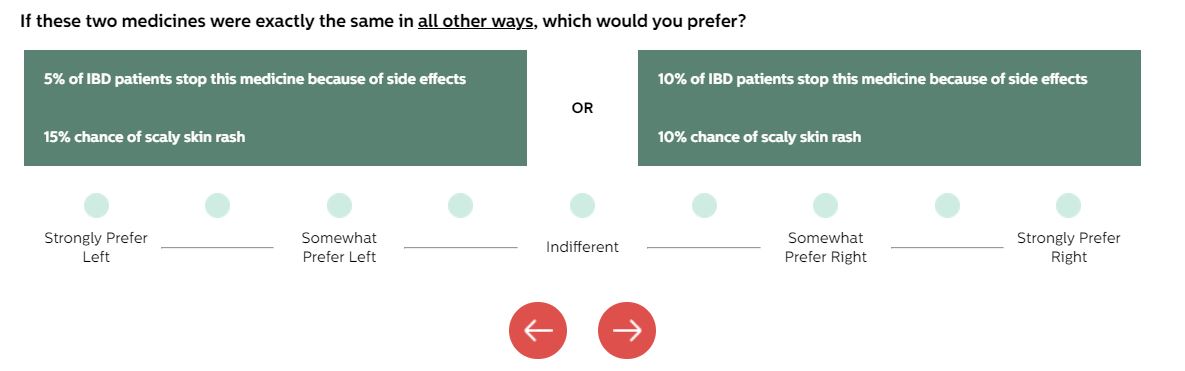 If these two medicines were exactly the same in all other ways, which would you prefer?
5% of IBD patients stop this medicine because of side effects
15% chance of scaly skin rash
OR
10% of IBD patients stop this medicine because of side effects
10% chance of scaly skin rash
Strongly Prefer
Left
Somewhat
Prefer Left
Indifferent
Somewhat
Prefer Right
Strongly Prefer
Right